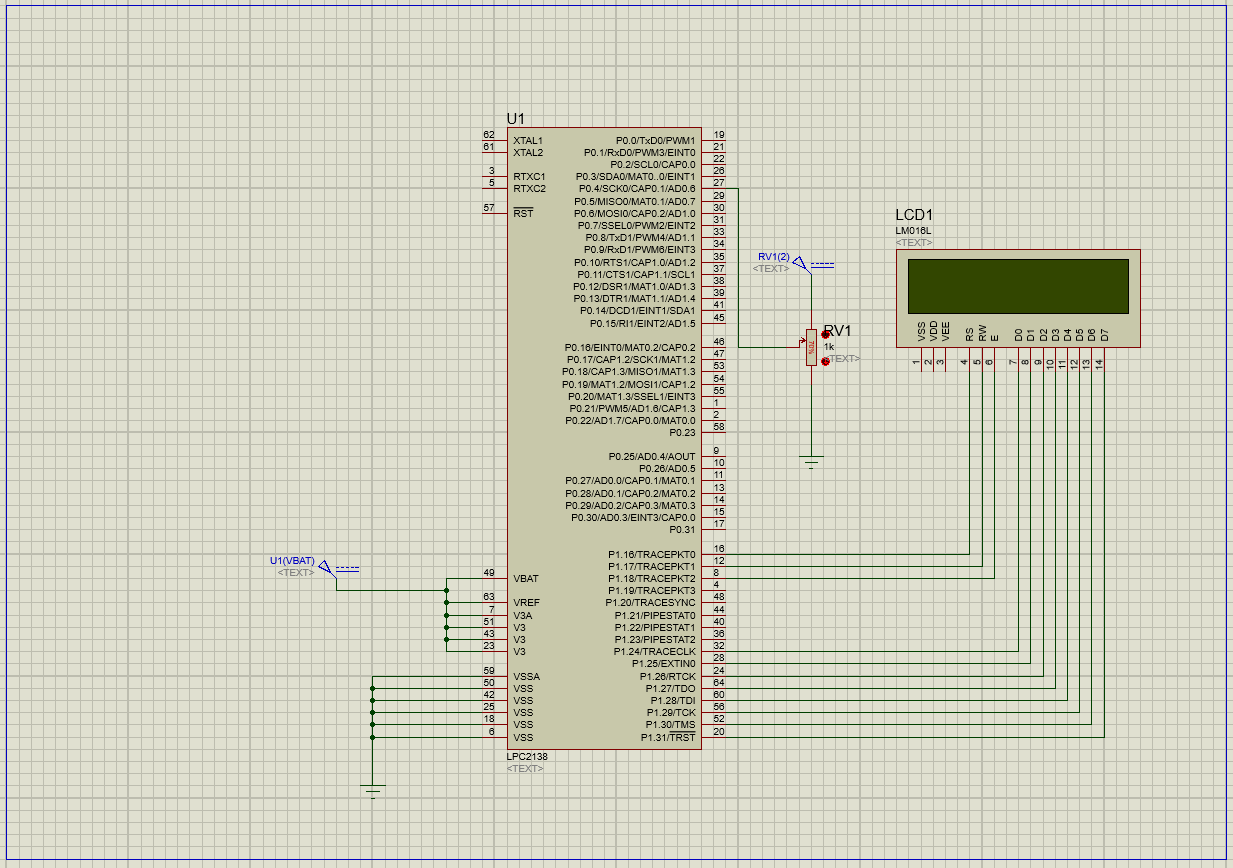 U1
62 XTAL1
61 XTAL2
3 RTXC1
5 RTXC2
57 RST
49 VBAT
63 VREF
7 V3A
51 V3
43 V3
23 V3
59 VSSA
50 VSS
42 VSS
25 VSS
18 VSS
6 VSS
P0.0/TxD0/PWM1 19
P0.1/RxD0/PWM3/EINT0 21
P0.2/SCL0/CAP0.0 22
P0.3/SDA0/MAT0..0/EINT1 26
P0.4/SCK0/CAP0.1/AD0.6 27
P0.5/MISO0/MAT0.1/AD0.7 29
P0.6/MOSI0/CAP0.2/AD1.0 30
P0.7/SSEL0/PWM2/EINT2 31
P0.8/TxD1/PWM4/AD1.1 33
P0.9/RxD1/PWM6/EINT3 34
P0.10/RTS1/CAP1.0/AD1.2 35
P0.11/CTS1/CAP1.1/SCL1 37
P0.12/DSR1/MAT1.0/AD1.3 38
P0.13/DTR1/MAT1.1/AD1.4 39
P0.14/DCD1/EINT1/SDA1 41
P0.15/RI1/EINT2/AD1.5 45
P0.16/EINT0/MAT0.2/CAP0.2 46
P0.17/CAP1.2/SCK1/MAT1.2 47
P0.18/CAP1.3/MISO1/MAT1.3 53
P0.19/MAT1.2/MOSI1/CAP1.2 54
P0.20/MAT1.3/SSEL1/EINT3 55
P0.21/PWM5/AD1.6/CAP1.3 1
P0.22/AD1.7/CAP0.0/MAT0.0 2
P0.23 58
P0.25/AD0.4/AOUT 9
P0.26/AD0.5 10
P0.27/AD0.0/CAP0.1/MAT0.1 11
P0.28/AD0.1/CAP0.2/MAT0.2 13
P0.29/AD0.2/CAP0.3/MAT0.3 14
P0.30/AD0.3/EINT3/CAP0.0 15
P0.31 17
P1.16/TRACEPKT0 16
P1.17/TRACEPKT1 12
P1.18/TRACEPKT2 8
P1.19/TRACEPKT3 4
P1.20/TRACESYNC 48
P1.21/PIPESTAT0 44
P1.22/PIPESTAT1 40
P1.23/PIPESTAT2 36
P1.24/TRACECLK 32
P1.25/EXTIN0 28
P1.26/RTCK 24
P1.27/TDO 64
P1.28/TDI 60
P1.29/TCK 56
P1.30/TMS 52
P1.31/TRST 20
LPC2138
<TEXT>
U1(VBAT)
<TEXT>
RV1(2)
<TEXT>
RV1
1k
<TEXT>
LCD1
LM016L
<TEXT>
VSS VDD VEE RS RW E D0 D1 D2 D3 D4 D5 D6 D7
1 2 3 4 5 6 7 8 9 10 11 12 13 14